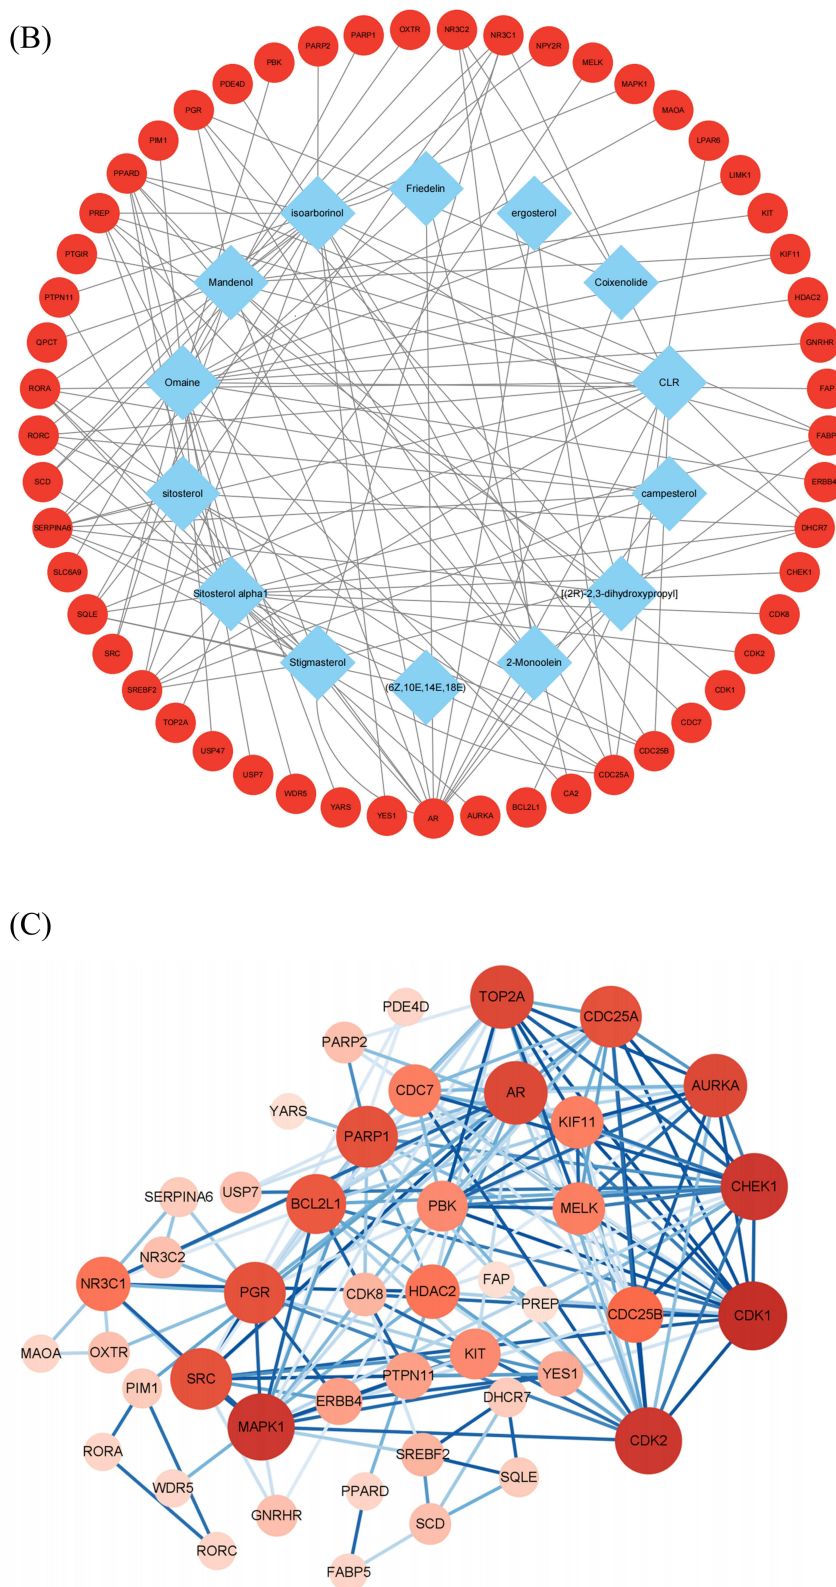 (B)
OXTR
NR3C2
NR3C1
PARP1
PARP2
NPY2R
PBK
MELK
PDE4D
MAPK1
PGR
MAOA
PIM1
LPAR6
PPARD
LIMK1
Friedelin
isoarborinol
ergosterol
PREP
KIT
PTGIR
KIF11
Mandenol
Coixenolide
PTPN11
HDAC2
QPCT
GNRHR
Omaine
CLR
RORA
FAP
RORC
FABP
SCD
ERBB4
sitosterol
campesterol
SERPINA6
DHCR7
SLC6A9
CHEK1
Sitosterol alpha1
[(2R)-2,3-dihydroxypropyl]
SQLE
CDK8
SRC
CDK2
Stigmasterol
2-Monoolein
(6Z,10E,14E,18E)
SREBF2
CDK1
TOP2A
CDC7
USP47
CDC25B
USP7
CDC25A
WDR5
CA2
YARS
BCL2L1
YES1
AR
AURKA
(C)
TOP2A
PDE4D
CDC25A
PARP2
AURKA
CDC7
AR
YARS
KIF11
PARP1
CHEK1
USP7
SERPINA6
BCL2L1
PBK
MELK
NR3C2
NR3C1
PGR
CDK8
HDAC2
FAP
PREP
CDC25B
CDK1
MAOA
OXTR
KIT
SRC
PTPN11
YES1
PIM1
ERBB4
DHCR7
MAPK1
CDK2
RORA
SREBF2
WDR5
SQLE
PPARD
GNRHR
SCD
RORC
FABP5